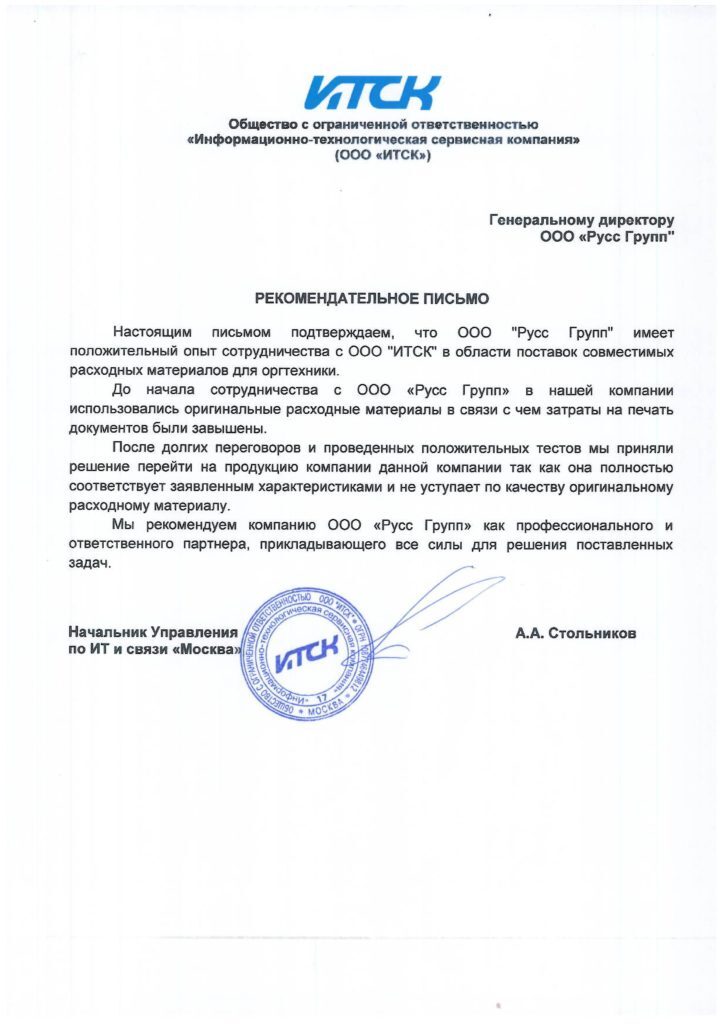 ИТСК
Общество с ограниченной ответственностью
«Информационно-технологическая сервисная компания»
(ООО «ИТСК»)
Генеральному директору
ООО «Русс Групп"
РЕКОМЕНДАТЕЛЬНОЕ ПИСЬМО
Настоящим письмом подтверждаем, что ООО "Русс Групп" имеет
положительный опыт сотрудничества с ООО "ИТСК" в области поставок совместимых
расходных материалов для оргтехники.
До начала сотрудничества с ООО «Русс Групп» в нашей компании
использовались оригинальные расходные материалы в связи с чем затраты на печать
документов были завышены.
После долгих переговоров и проведенных положительных тестов мы приняли
решение перейти на продукцию компании данной компании так как она полностью
соответствует заявленным характеристиками и не уступает по качеству оригинальному
расходному материалу.
Мы рекомендуем компанию ООО «Русс Групп» как профессионального и
ответственного партнера, прикладывающего все силы для решения поставленных
задач.
Начальник Управления
по ИТ и связи «Москва»
А.А. Стольников
ОБЩЕСТВО С ОГРАНИЧЕННОЙ ОТВЕТСТВЕННОСТЬЮ ООО "ИТСК" ОГРН
МОСКВА
«Информационно-технологическая сервисная компания»
17
ИТСК